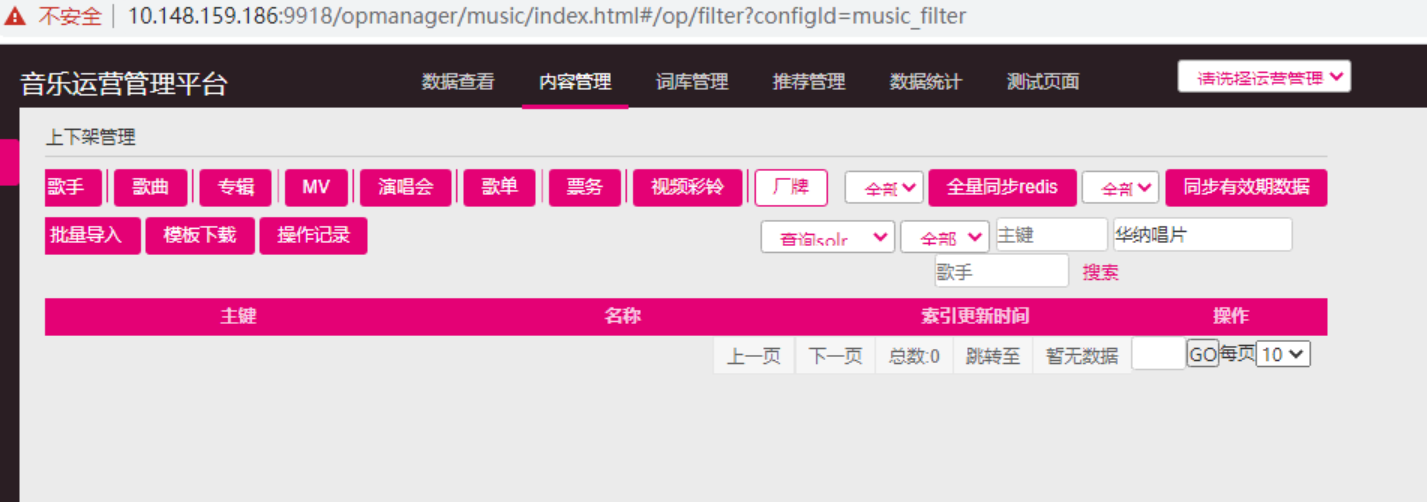 不安全 10.148.159.186:9918/opmanager/music/index.html#/op/filter?configId=music_filter
音乐运营管理平台 数据查看 内容管理 词库管理 推荐管理 数据统计 测试页面 请选择运营管理
上下架管理
歌手 歌曲 专辑 MV 演唱会 歌单 票务 视频彩铃 厂牌 全部 全量同步redis 全部 同步有效期数据
批量导入 模板下载 操作记录 查询solr 全部 主键 华纳唱片
歌手 搜索
主键 名称 索引更新时间 操作
上一页 下一页 总数:0 跳转至 暂无数据 GO 每页 10